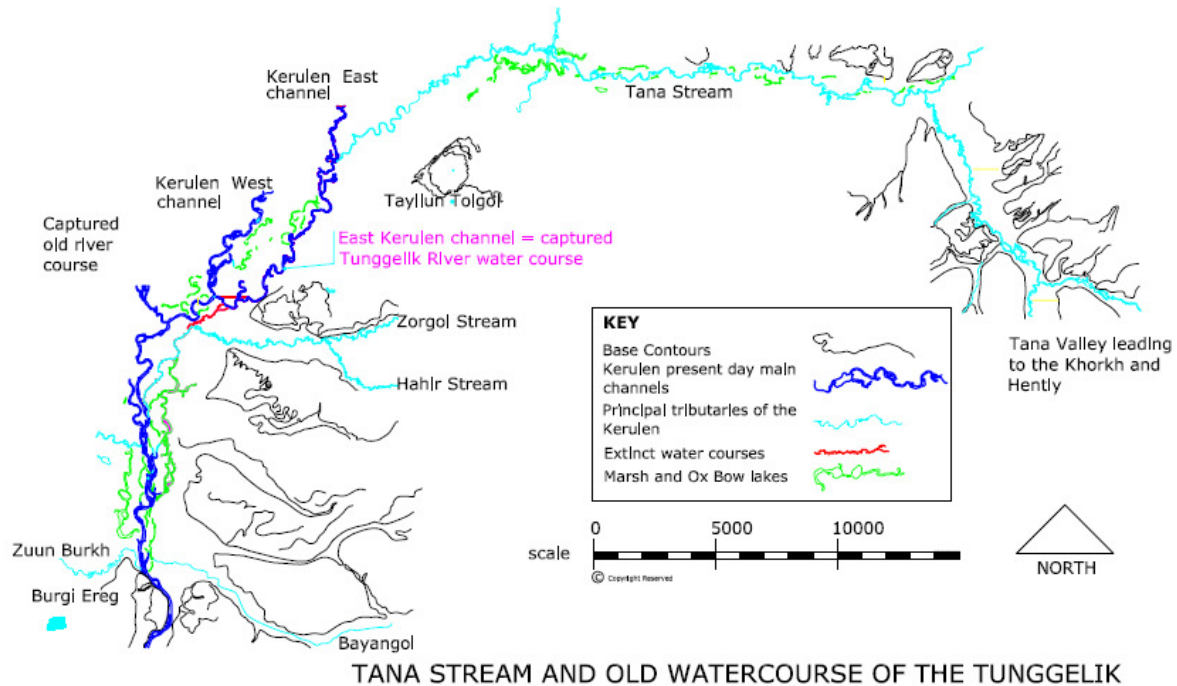 Kerulen East
channel
Tana Stream
Kerulen West
channel
Tayllun Tolgoi
Captured
old river
course
East Kerulen channel = captured
Tunggelik River water course
Zorgol Stream
Hahir Stream
KEY
Base Contours
Kerulen present day main
channels
Principal tributaries of the
Kerulen
Extinct water courses
Marsh and Ox Bow lakes
Tana Valley leading
to the Khorkh and
Hentiy
0 5000 10000
scale
© Copyright Reserved
NORTH
Zuun Burkh
Burgi Ereg
Bayangol
TANA STREAM AND OLD WATERCOURSE OF THE TUNGGELIK